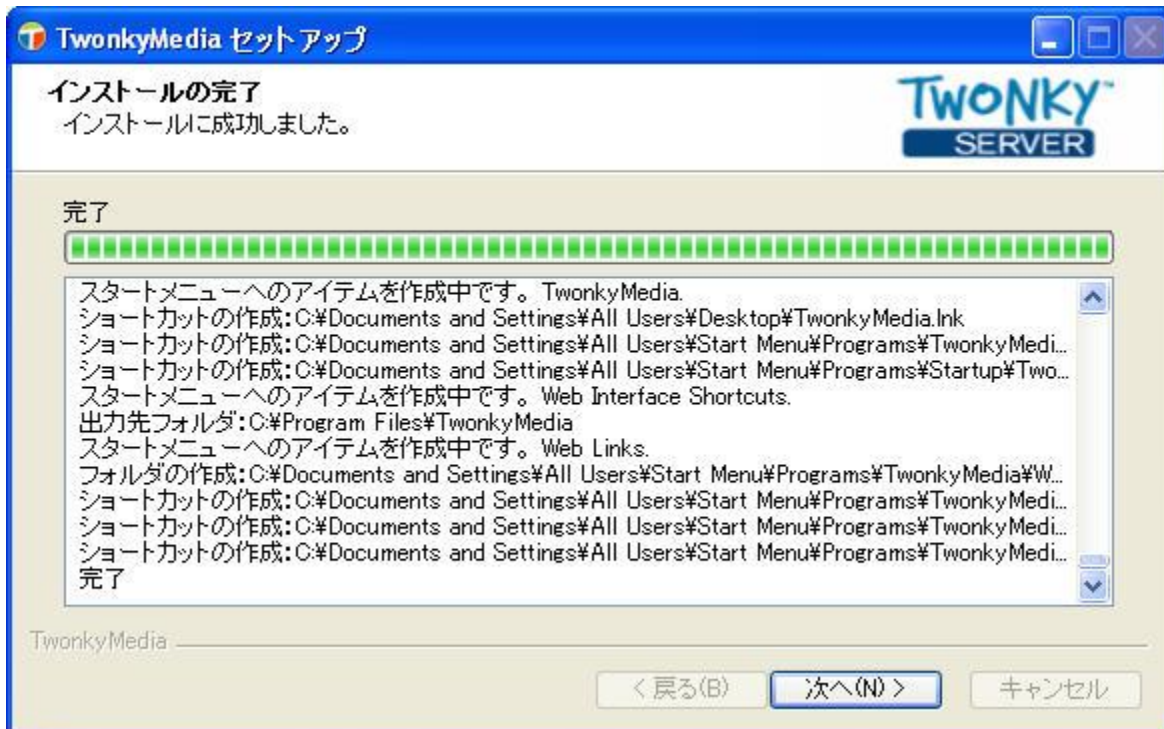 TwonkyMedia セットアップ
インストールの完了
インストールに成功しました。
TWONKY™
SERVER
完了
スタートメニューへのアイテムを作成中です。TwonkyMedia.
ショートカットの作成:C:¥Documents and Settings¥All Users¥Desktop¥TwonkyMedia.lnk
ショートカットの作成:C:¥Documents and Settings¥All Users¥Start Menu¥Programs¥TwonkyMedi...
ショートカットの作成:C:¥Documents and Settings¥All Users¥Start Menu¥Programs¥Startup¥Two...
スタートメニューへのアイテムを作成中です。Web Interface Shortcuts.
出力先フォルダ:C:¥Program Files¥TwonkyMedia
スタートメニューへのアイテムを作成中です。Web Links.
フォルダの作成:C:¥Documents and Settings¥All Users¥Start Menu¥Programs¥TwonkyMedia¥W...
ショートカットの作成:C:¥Documents and Settings¥All Users¥Start Menu¥Programs¥TwonkyMedi...
ショートカットの作成:C:¥Documents and Settings¥All Users¥Start Menu¥Programs¥TwonkyMedi...
ショートカットの作成:C:¥Documents and Settings¥All Users¥Start Menu¥Programs¥TwonkyMedi...
完了
TwonkyMedia
< 戻る(B) 次へ(N) > キャンセル